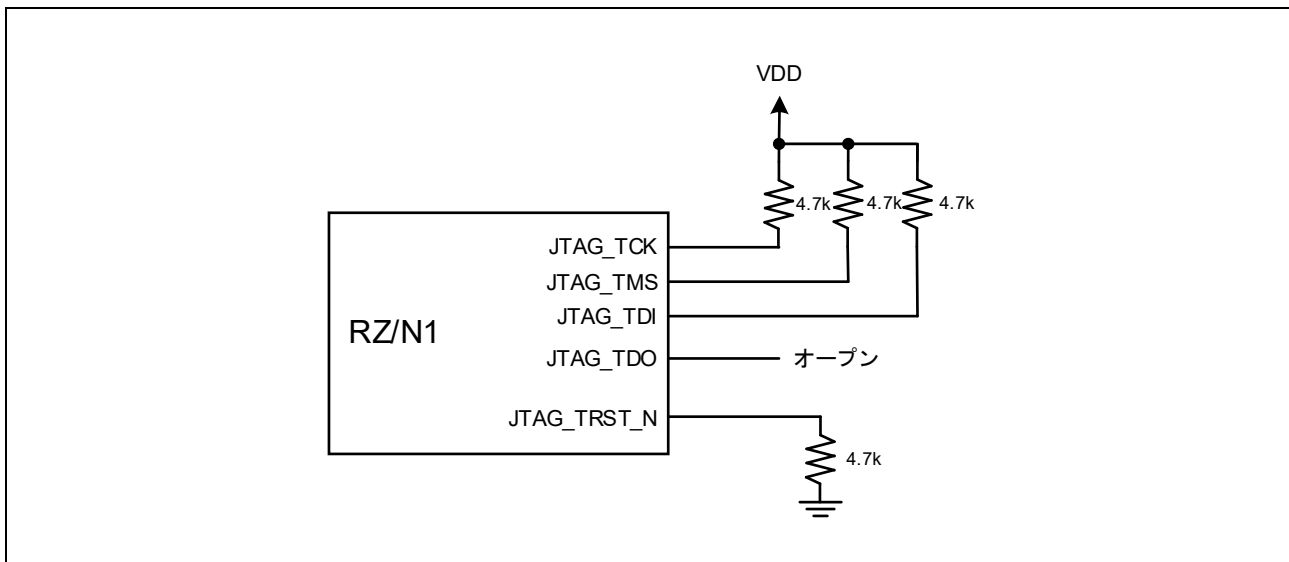 VDD
4.7k 4.7k 4.7k
JTAG_TCK
JTAG_TMS
JTAG_TDI
RZ/N1
JTAG_TDO オープン
JTAG_TRST_N
4.7k